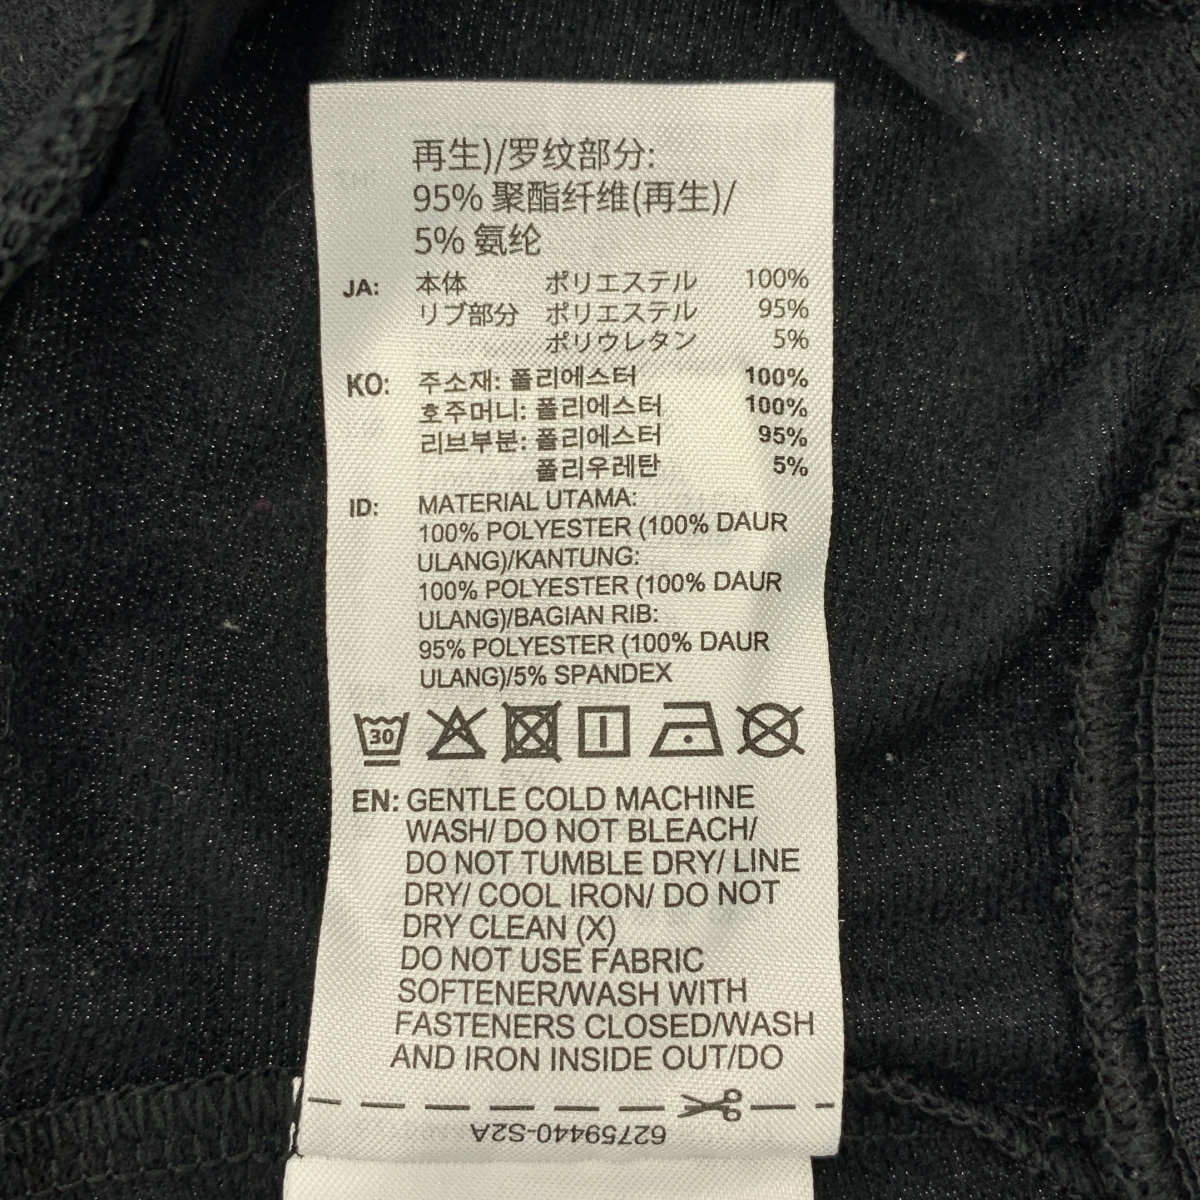 再生)/罗纹部分:
95% 聚酯纤维(再生)/
5% 氨纶
JA: 本体 ポリエステル 100%
リブ部分 ポリエステル 95%
ポリウレタン 5%
KO: 주소재: 폴리에스터 100%
호주머니: 폴리에스터 100%
리브부분: 폴리에스터 95%
폴리우레탄 5%
ID: MATERIAL UTAMA:
100% POLYESTER (100% DAUR
ULANG)/KANTUNG:
100% POLYESTER (100% DAUR
ULANG)/BAGIAN RIB:
95% POLYESTER (100% DAUR
ULANG)/5% SPANDEX
30
EN: GENTLE COLD MACHINE
WASH/ DO NOT BLEACH/
DO NOT TUMBLE DRY/ LINE
DRY/ COOL IRON/ DO NOT
DRY CLEAN (X)
DO NOT USE FABRIC
SOFTENER/WASH WITH
FASTENERS CLOSED/WASH
AND IRON INSIDE OUT/DO
62759440-S2A